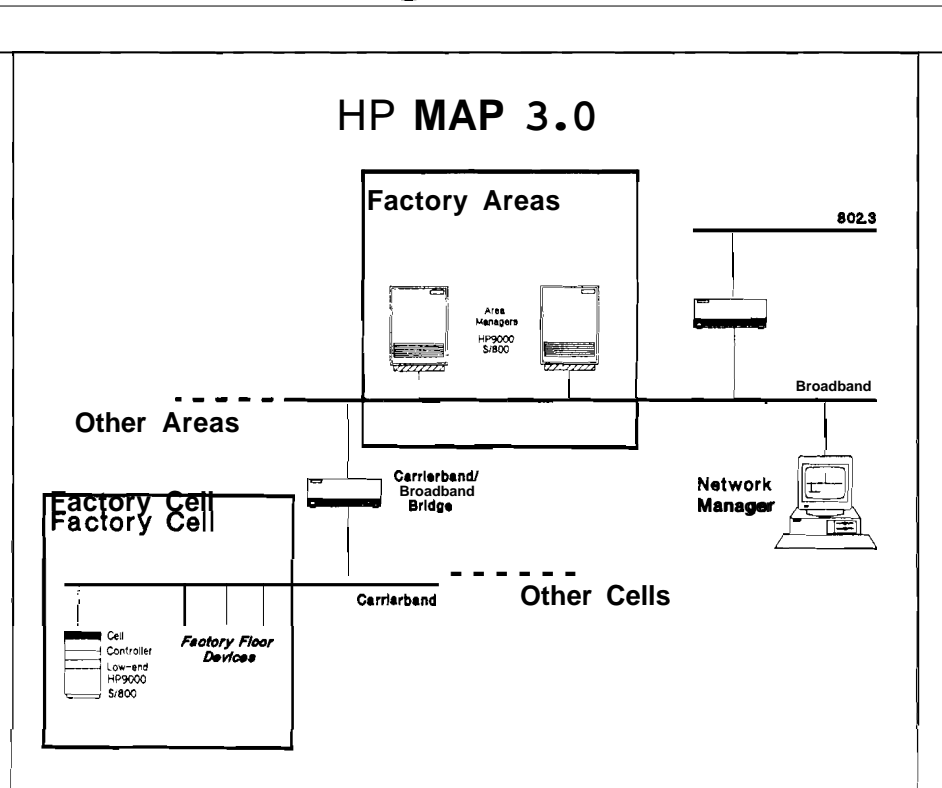 HP MAP 3.0
Factory Areas
802.3
Area
Managers
HP9000
S/800
Broadband
Other Areas
Carrierband/
Broadband
Bridge
Network
Manager
Factory Cell
Factory Cell
Carrierband
Other Cells
Cell
Controller
Low-end
HP9000
S/800
Factory Floor
Devices